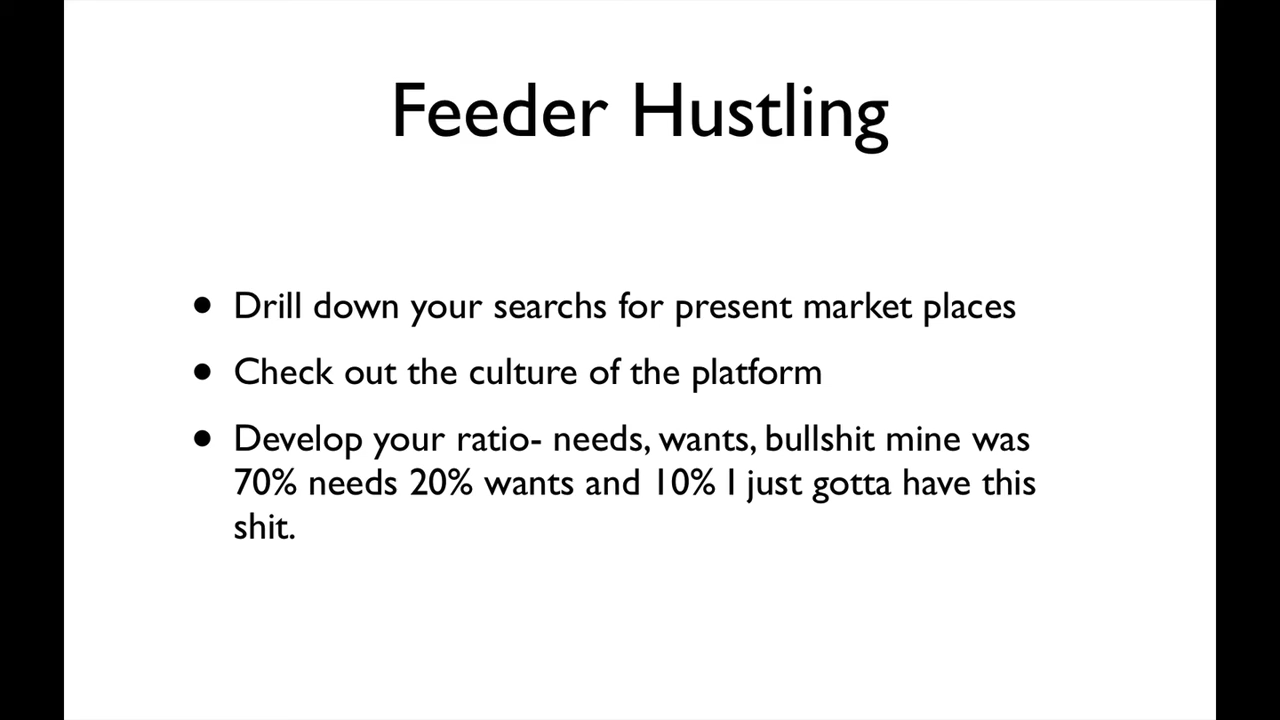 Feeder Hustling
• Drill down your searchs for present market places
• Check out the culture of the platform
• Develop your ratio- needs, wants, bullshit mine was
70% needs 20% wants and 10% I just gotta have this
shit.